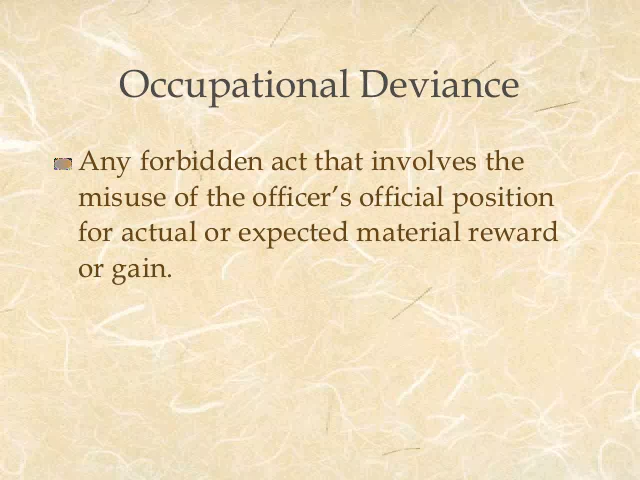 Occupational Deviance
Any forbidden act that involves the
misuse of the officer’s official position
for actual or expected material reward
or gain.